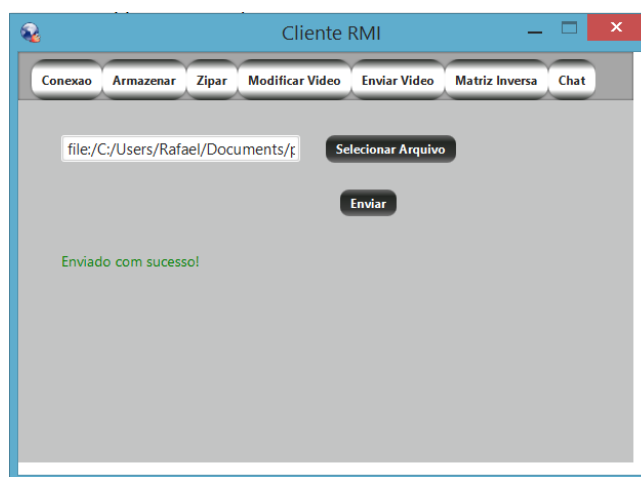 Cliente RMI
Conexao Armazenar Zipar Modificar Video Enviar Video Matriz Inversa Chat
file:/C:/Users/Rafael/Documents/p Selecionar Arquivo
Enviar
Enviado com sucesso!